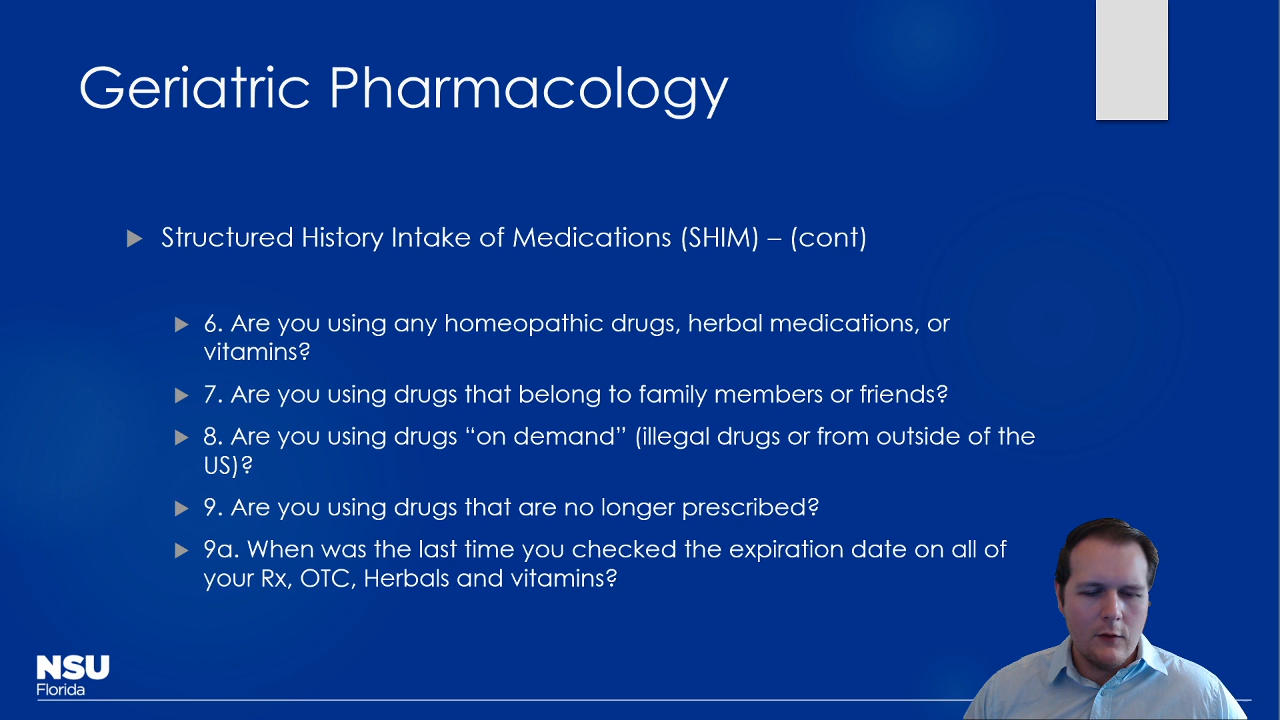 Geriatric Pharmacology
Structured History Intake of Medications (SHIM) – (cont)
6. Are you using any homeopathic drugs, herbal medications, or
vitamins?
7. Are you using drugs that belong to family members or friends?
8. Are you using drugs “on demand” (illegal drugs or from outside of the
US)?
9. Are you using drugs that are no longer prescribed?
9a. When was the last time you checked the expiration date on all of
your Rx, OTC, Herbals and vitamins?
NSU
Florida